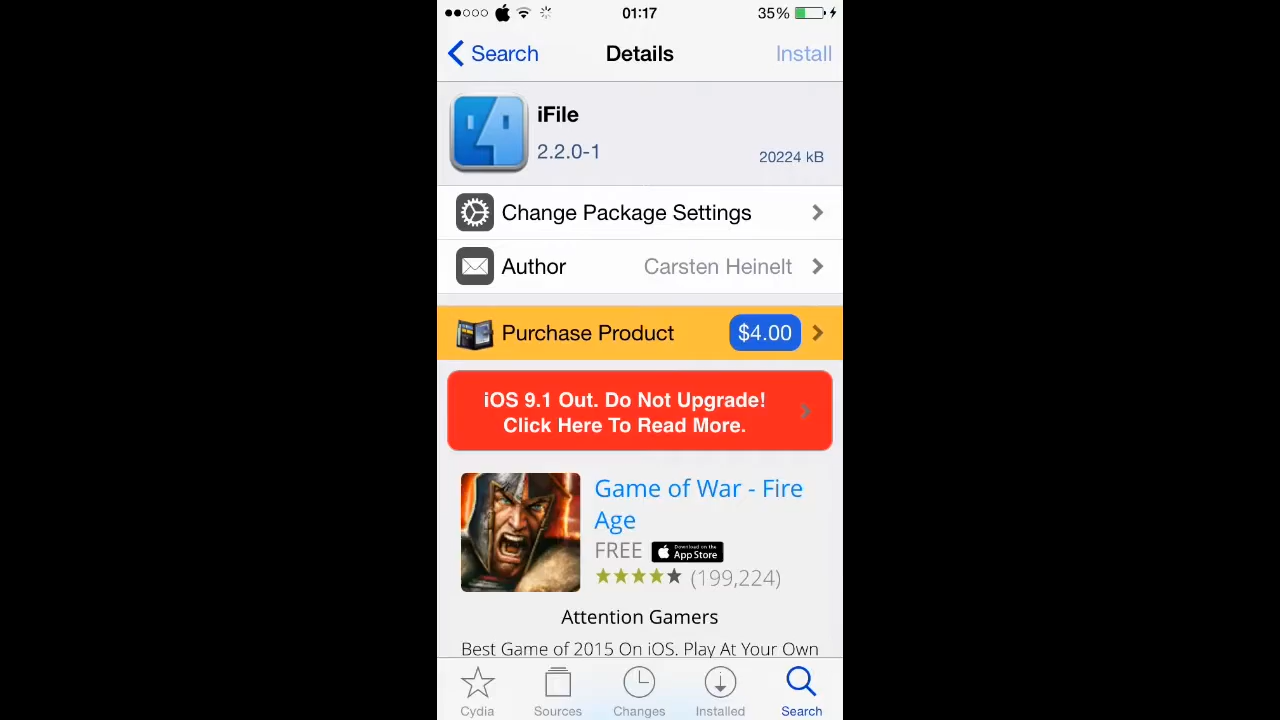 01:17
35%
Search
Details
Install
iFile
2.2.0-1
20224 kB
Change Package Settings
Author
Carsten Heinelt
Purchase Product
$4.00
iOS 9.1 Out. Do Not Upgrade!
Click Here To Read More.
Game of War - Fire
Age
FREE
Download on the
App Store
(199,224)
Attention Gamers
Best Game of 2015 On iOS. Play At Your Own
Cydia
Sources
Changes
Installed
Search